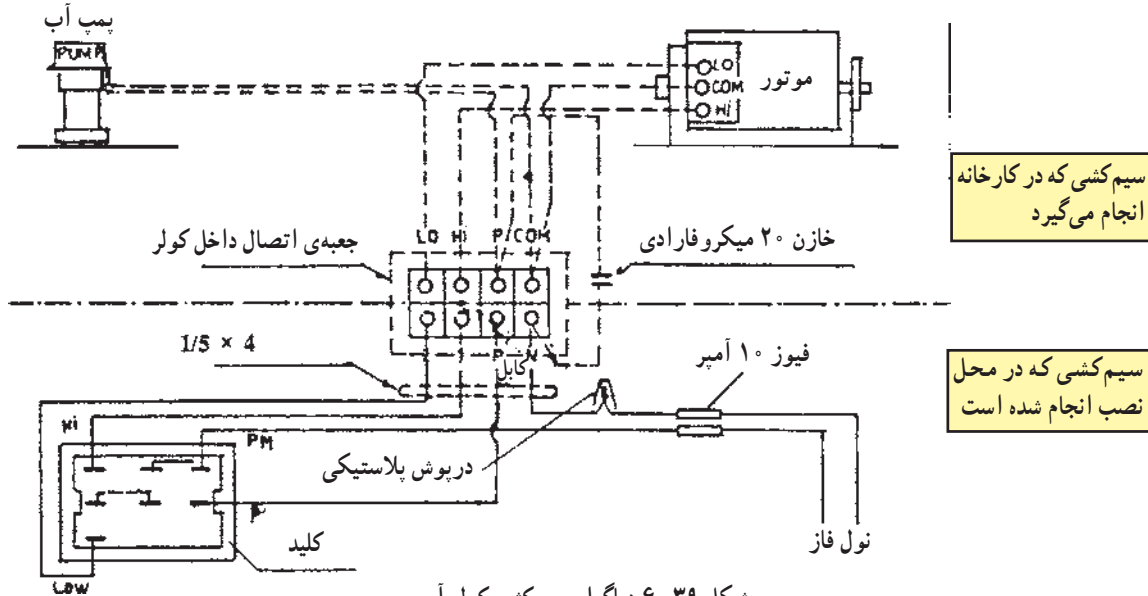 پمپ آب
PUMP
LO
COM
Hi
موتور
سیم‌کشی که در کارخانه
انجام می‌گیرد
LO Hi P COM
جعبه‌ی اتصال داخل کولر
خازن ۲۰ میکروفارادی
1/5 × 4
P N
کابل
فیوز ۱۰ آمپر
سیم‌کشی که در محل
نصب انجام شده است
Hi
PM
درپوش پلاستیکی
P
کلید
نول فاز
LOW